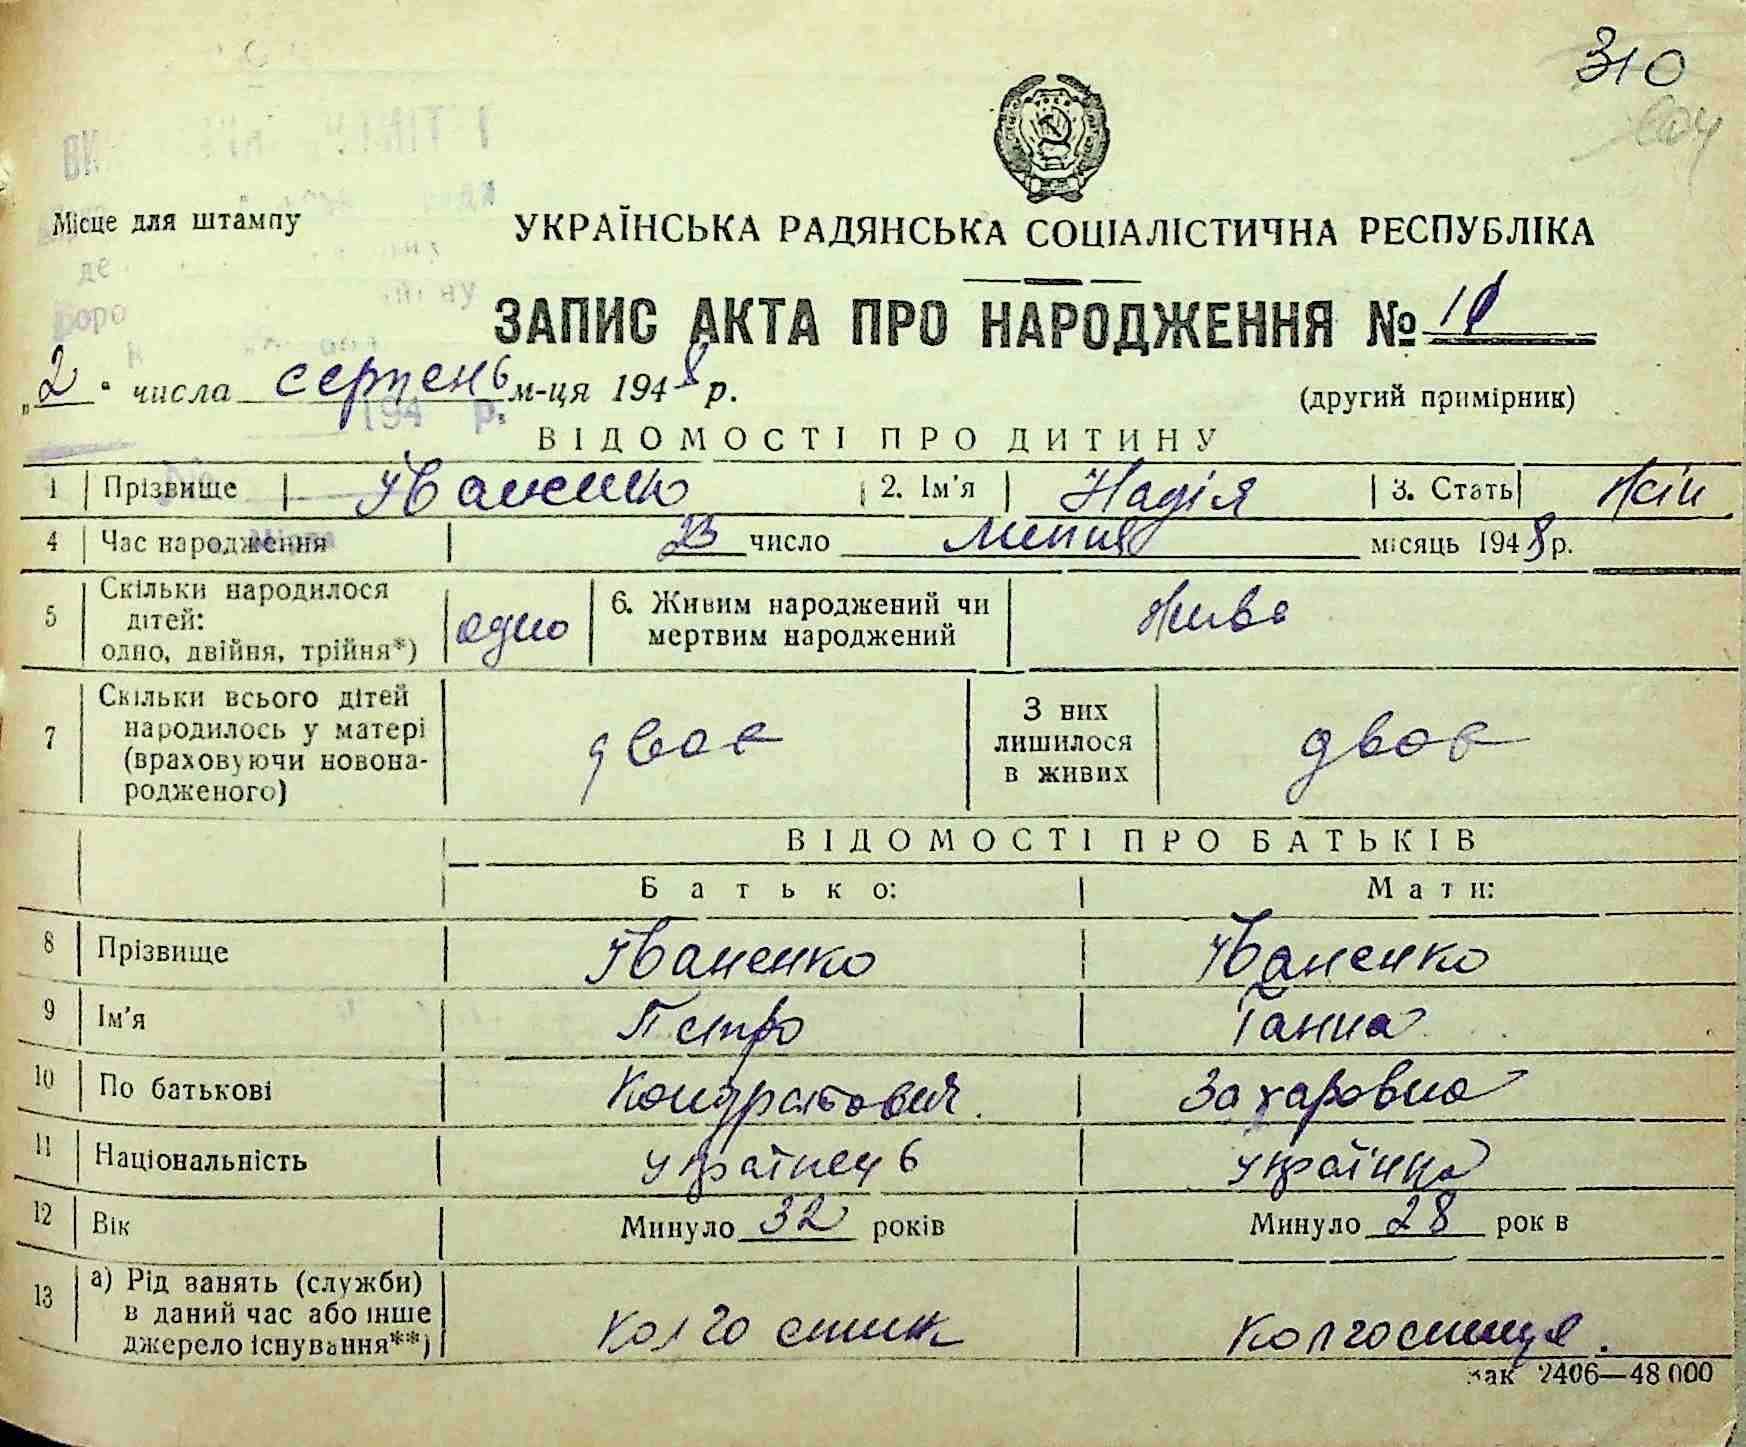 310
Місце для штампу
УКРАЇНСЬКА РАДЯНСЬКА СОЦІАЛІСТИЧНА РЕСПУБЛІКА
ЗАПИС АКТА ПРО НАРОДЖЕННЯ №
„2" числа серпень м-ця 1948 р.
(другий примірник)
ВІДОМОСТІ ПРО ДИТИНУ
1 Прізвище Іваненко 2. Ім'я Надія 3. Стать жін
4 Час народження 23 число липня місяць 1948 р.
5 Скільки народилося дітей: одно, двійня, трійня*) одно 6. Живим народжений чи мертвим народжений живе
7 Скільки всього дітей народилось у матері (враховуючи новонародженого) двоє З них лишилося в живих двоє
ВІДОМОСТІ ПРО БАТЬКІВ
Батько: Мати:
8 Прізвище Іваненко Іваненко
9 Ім'я Петро Ганна
10 По батькові Кондратович Захаровна
11 Національність українець українка
12 Вік Минуло 32 років Минуло 28 років
13 а) Рід занять (служби) в даний час або інше джерело існування**) колгоспник колгоспниця.
Зак 2406—48 000